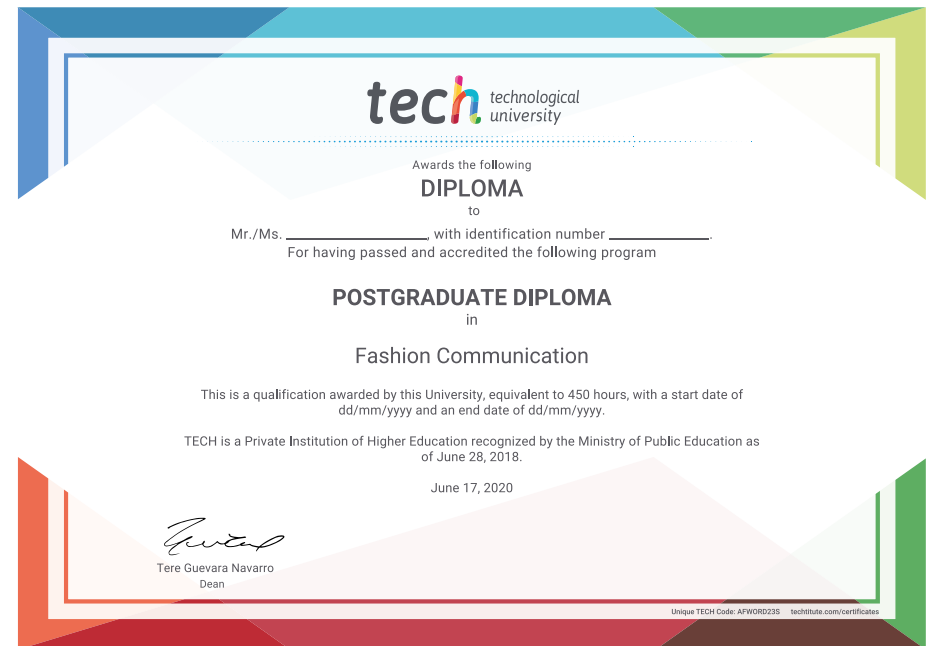 tech technological
university
Awards the following
DIPLOMA
to
Mr./Ms. ____________________, with identification number ______________.
For having passed and accredited the following program
POSTGRADUATE DIPLOMA
in
Fashion Communication
This is a qualification awarded by this University, equivalent to 450 hours, with a start date of
dd/mm/yyyy and an end date of dd/mm/yyyy.
TECH is a Private Institution of Higher Education recognized by the Ministry of Public Education as
of June 28, 2018.
June 17, 2020
Tere Guevara Navarro
Dean
Unique TECH Code: AFWORD23S techtitute.com/certificates